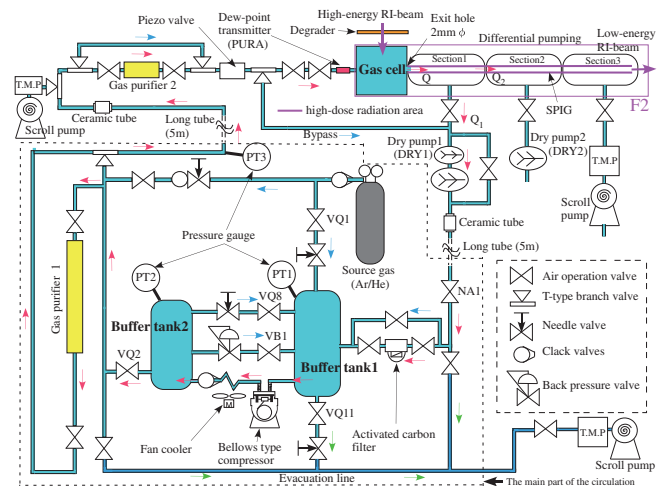 Piezo valve
Dew-point
transmitter
(PURA)
High-energy RI-beam
Degrader
Exit hole
2mm ϕ
Differential pumping
Low-energy
RI-beam
Gas cell
Section1
Section2
Section3
Q
Q2
SPIG
F2
Gas purifier 2
T.M.P
Scroll pump
Ceramic tube
Long tube
(5m)
high-dose radiation area
Bypass
Q1
Dry pump1
(DRY1)
Dry pump2
(DRY2)
T.M.P
Scroll
pump
PT3
Ceramic tube
Long tube (5m)
VQ1
Source gas
(Ar/He)
Pressure gauge
PT2
PT1
NA1
Gas purifier 1
VQ8
Buffer tank2
VB1
Buffer tank1
VQ2
VQ11
Fan cooler
M
Bellows type
compressor
Activated carbon
filter
Evacuation line
Air operation valve
T-type branch valve
Needle valve
Clack valves
Back pressure valve
T.M.P
Scroll pump
The main part of the circulation